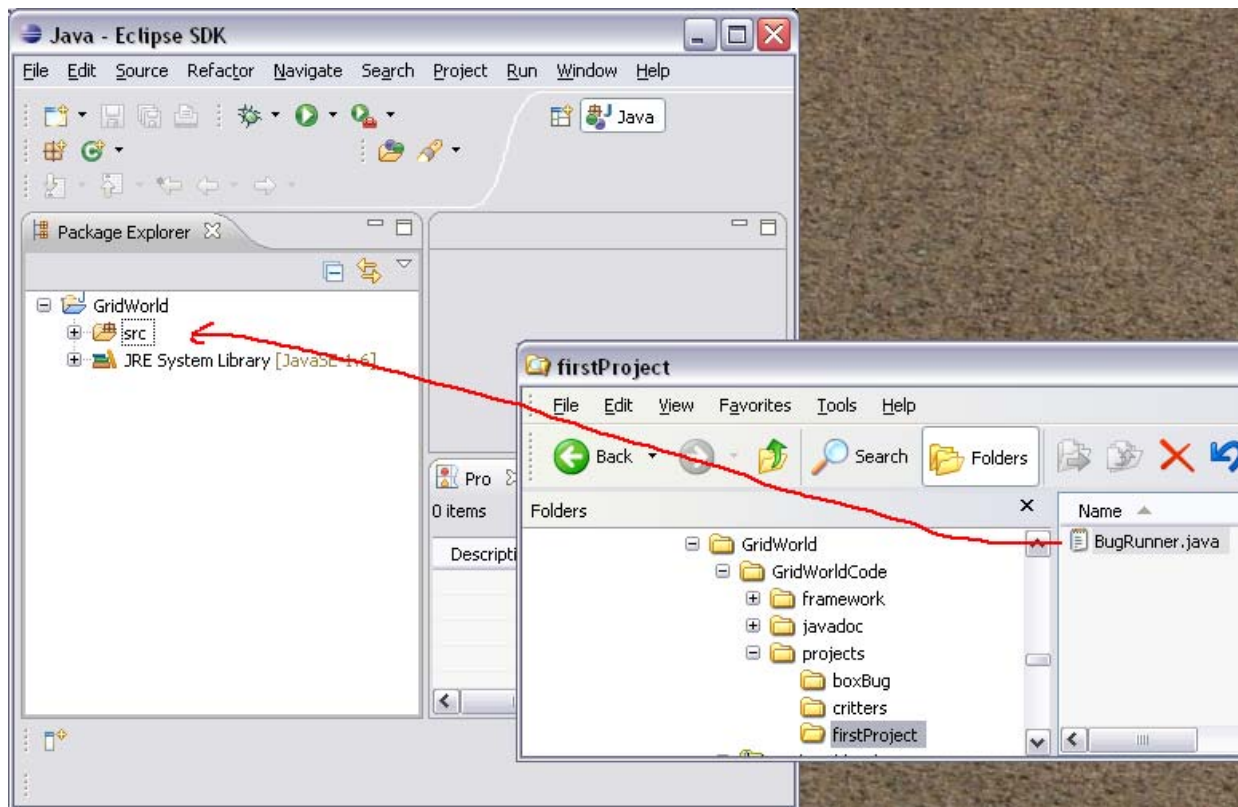 Java - Eclipse SDK
File Edit Source Refactor Navigate Search Project Run Window Help
Java
Package Explorer
GridWorld
src
JRE System Library [JavaSE-1.6]
Pro
0 items
Descripti
firstProject
File Edit View Favorites Tools Help
Back Search Folders
Folders
Name
GridWorld
GridWorldCode
framework
javadoc
projects
boxBug
critters
firstProject
BugRunner.java